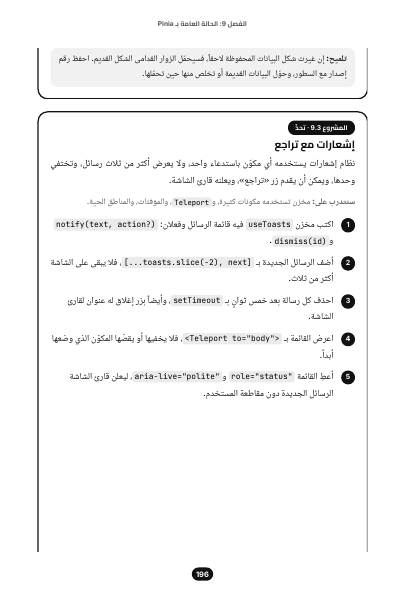 الفصل 9: الحالة العامة بـ Pinia
تلميح: إن غيرت شكل البيانات المحفوظة لاحقاً، فسيحمّل الزوار القدامى الشكل القديم. احفظ رقم
إصدار مع السطور، وحوّل البيانات القديمة أو تخلص منها حين تحمّلها.
المشروع 9.3 · تحدٍّ
إشعارات مع تراجع
نظام إشعارات يستخدمه أي مكوّن باستدعاء واحد، ولا يعرض أكثر من ثلاث رسائل، وتختفي
وحدها، ويمكن أن يقدم زر «تراجع»، ويعلنه قارئ الشاشة.
ستتدرب على: مخزن تستخدمه مكونات كثيرة، و Teleport، والموقتات، والمناطق الحية.
1 اكتب مخزن useToasts فيه قائمة الرسائل وفعلان: notify(text, action?)
و dismiss(id).
2 أضف الرسائل الجديدة بـ [...toasts.slice(-2), next]، فلا يبقى على الشاشة
أكثر من ثلاث.
3 احذف كل رسالة بعد خمس ثوانٍ بـ setTimeout، وأيضاً بزر إغلاق له عنوان لقارئ
الشاشة.
4 اعرض القائمة بـ <Teleport to="body">، فلا يخفيها أو يقصّها المكوّن الذي وضعها
أبداً.
5 أعطِ القائمة role="status" و aria-live="polite"، ليعلن قارئ الشاشة
الرسائل الجديدة دون مقاطعة المستخدم.
196